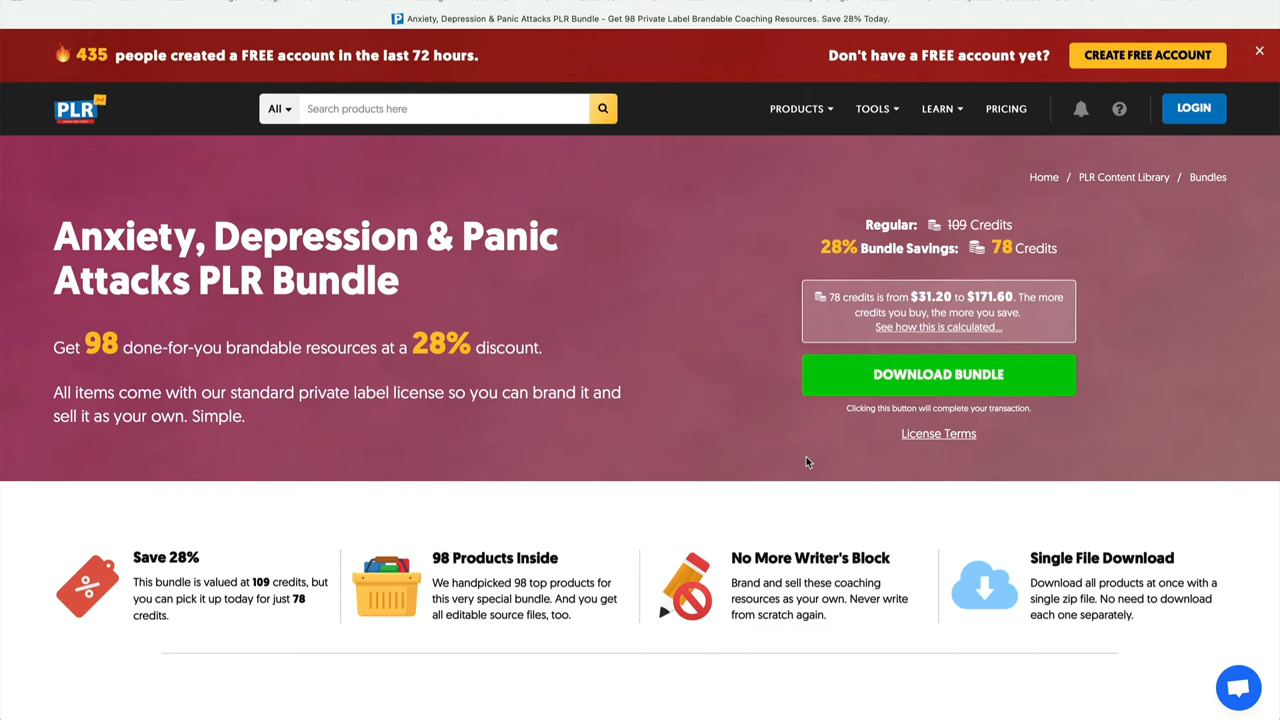 Anxiety, Depression & Panic Attacks PLR Bundle - Get 98 Private Label Brandable Coaching Resources. Save 28% Today.
435 people created a FREE account in the last 72 hours.
Don't have a FREE account yet?
CREATE FREE ACCOUNT
PLR
All
Search products here
PRODUCTS
TOOLS
LEARN
PRICING
LOGIN
Home / PLR Content Library / Bundles
Anxiety, Depression & Panic
Attacks PLR Bundle
Get 98 done-for-you brandable resources at a 28% discount.
All items come with our standard private label license so you can brand it and
sell it as your own. Simple.
Regular: 109 Credits
28% Bundle Savings: 78 Credits
78 credits is from $31.20 to $171.60. The more
credits you buy, the more you save.
See how this is calculated...
DOWNLOAD BUNDLE
Clicking this button will complete your transaction.
License Terms
Save 28%
This bundle is valued at 109 credits, but
you can pick it up today for just 78
credits.
98 Products Inside
We handpicked 98 top products for
this very special bundle. And you get
all editable source files, too.
No More Writer's Block
Brand and sell these coaching
resources as your own. Never write
from scratch again.
Single File Download
Download all products at once with a
single zip file. No need to download
each one separately.